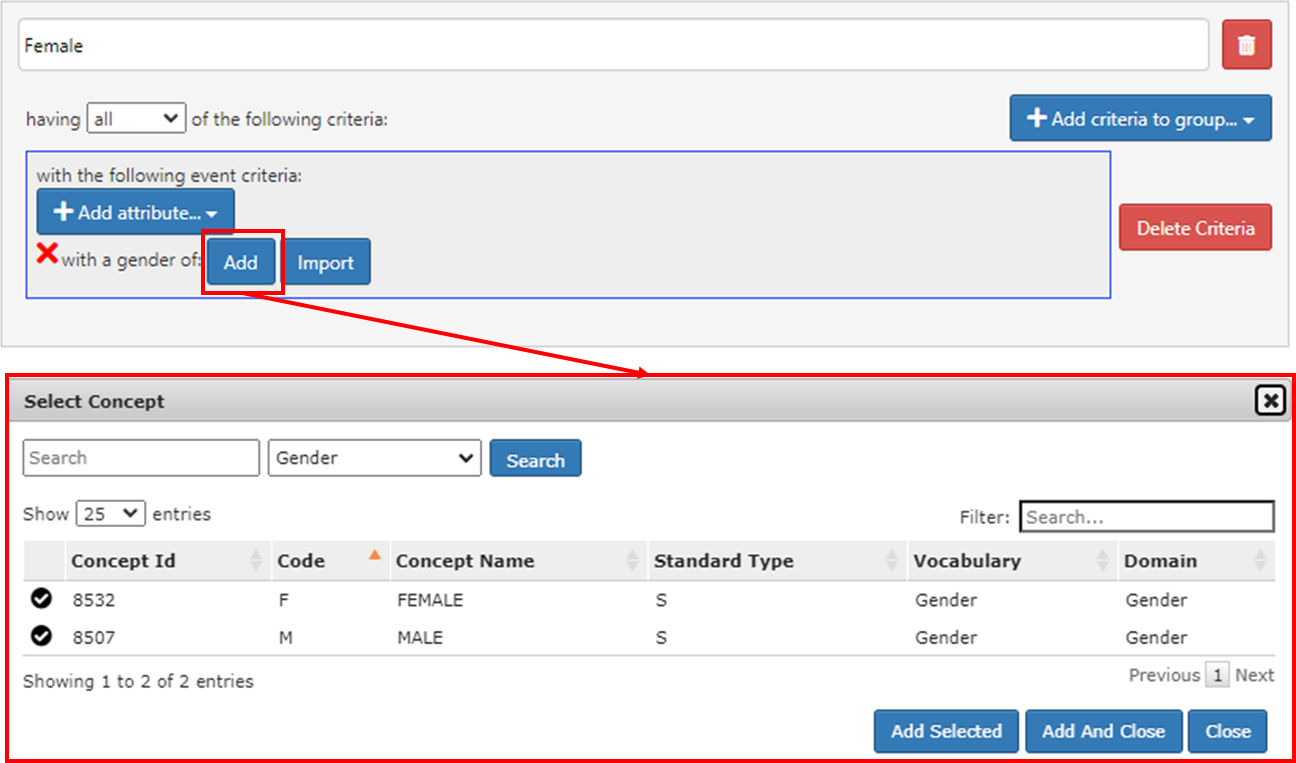 Female
having all of the following criteria:
Add criteria to group...
with the following event criteria:
Add attribute...
Delete Criteria
with a gender of: Add Import
Select Concept
Search Gender Search
Show 25 entries
Filter: Search...
Concept Id Code Concept Name Standard Type Vocabulary Domain
8532 F FEMALE S Gender Gender
8507 M MALE S Gender Gender
Showing 1 to 2 of 2 entries
Previous 1 Next
Add Selected Add And Close Close